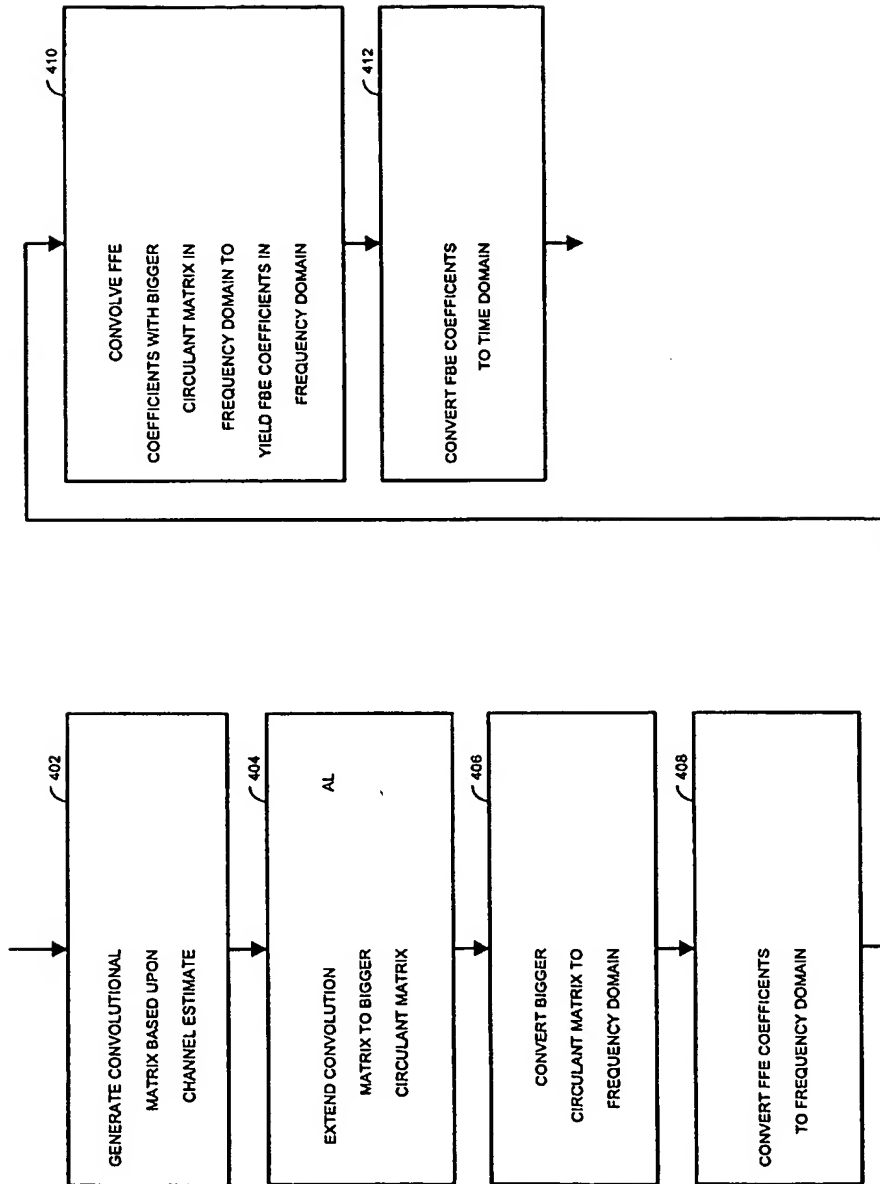 402
GENERATE CONVOLUTIONAL
MATRIX BASED UPON
CHANNEL ESTIMATE
404
EXTEND CONVOLUTION AL
MATRIX TO BIGGER
CIRCULANT MATRIX
406
CONVERT BIGGER
CIRCULANT MATRIX TO
FREQUENCY DOMAIN
408
CONVERT FFE COEFFICENTS
TO FREQUENCY DOMAIN
410
CONVOLVE FFE
COEFFICIENTS WITH BIGGER
CIRCULANT MATRIX IN
FREQUENCY DOMAIN TO
YIELD FBE COEFFICIENTS IN
FREQUENCY DOMAIN
412
CONVERT FBE COEFFICENTS
TO TIME DOMAIN